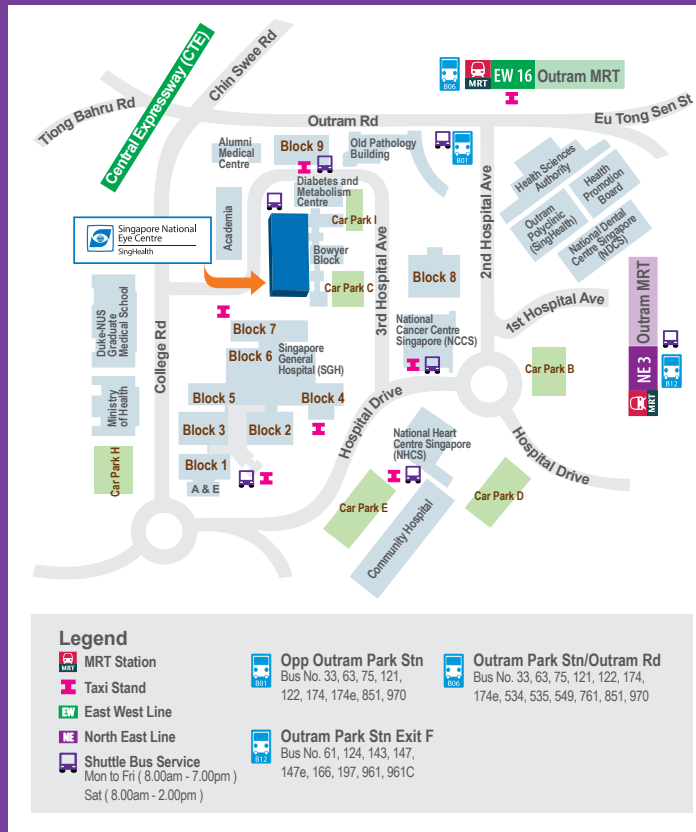 Central Expressway (CTE)
Chin Swee Rd
Tiong Bahru Rd
B06
MRT
EW 16
Outram MRT
Outram Rd
Eu Tong Sen St
Alumni
Medical
Centre
Block 9
Old Pathology
Building
B01
Health Sciences
Authority
Health
Promotion
Board
Outram
Polyclinic
(SingHealth)
National Dental
Centre Singapore
(NDCS)
2nd Hospital Ave
Diabetes and
Metabolism
Centre
Car Park I
Academia
Singapore National
Eye Centre
SingHealth
Bowyer
Block
Car Park C
3rd Hospital Ave
Block 8
1st Hospital Ave
Outram MRT
NE 3
MRT
B12
Duke-NUS
Graduate
Medical School
College Rd
Block 7
Block 6
Singapore
General
Hospital (SGH)
National
Cancer Centre
Singapore (NCCS)
Car Park B
Ministry
of Health
Block 5
Block 4
Block 3
Block 2
Hospital Drive
National Heart
Centre Singapore
(NHCS)
Hospital Drive
Car Park H
Block 1
A & E
Car Park E
Community Hospital
Car Park D
Legend
MRT
MRT Station
Taxi Stand
EW
East West Line
NE
North East Line
Shuttle Bus Service
Mon to Fri ( 8.00am - 7.00pm )
Sat ( 8.00am - 2.00pm )
B01
Opp Outram Park Stn
Bus No. 33, 63, 75, 121,
122, 174, 174e, 851, 970
B12
Outram Park Stn Exit F
Bus No. 61, 124, 143, 147,
147e, 166, 197, 961, 961C
B06
Outram Park Stn/Outram Rd
Bus No. 33, 63, 75, 121, 122, 174,
174e, 534, 535, 549, 761, 851, 970